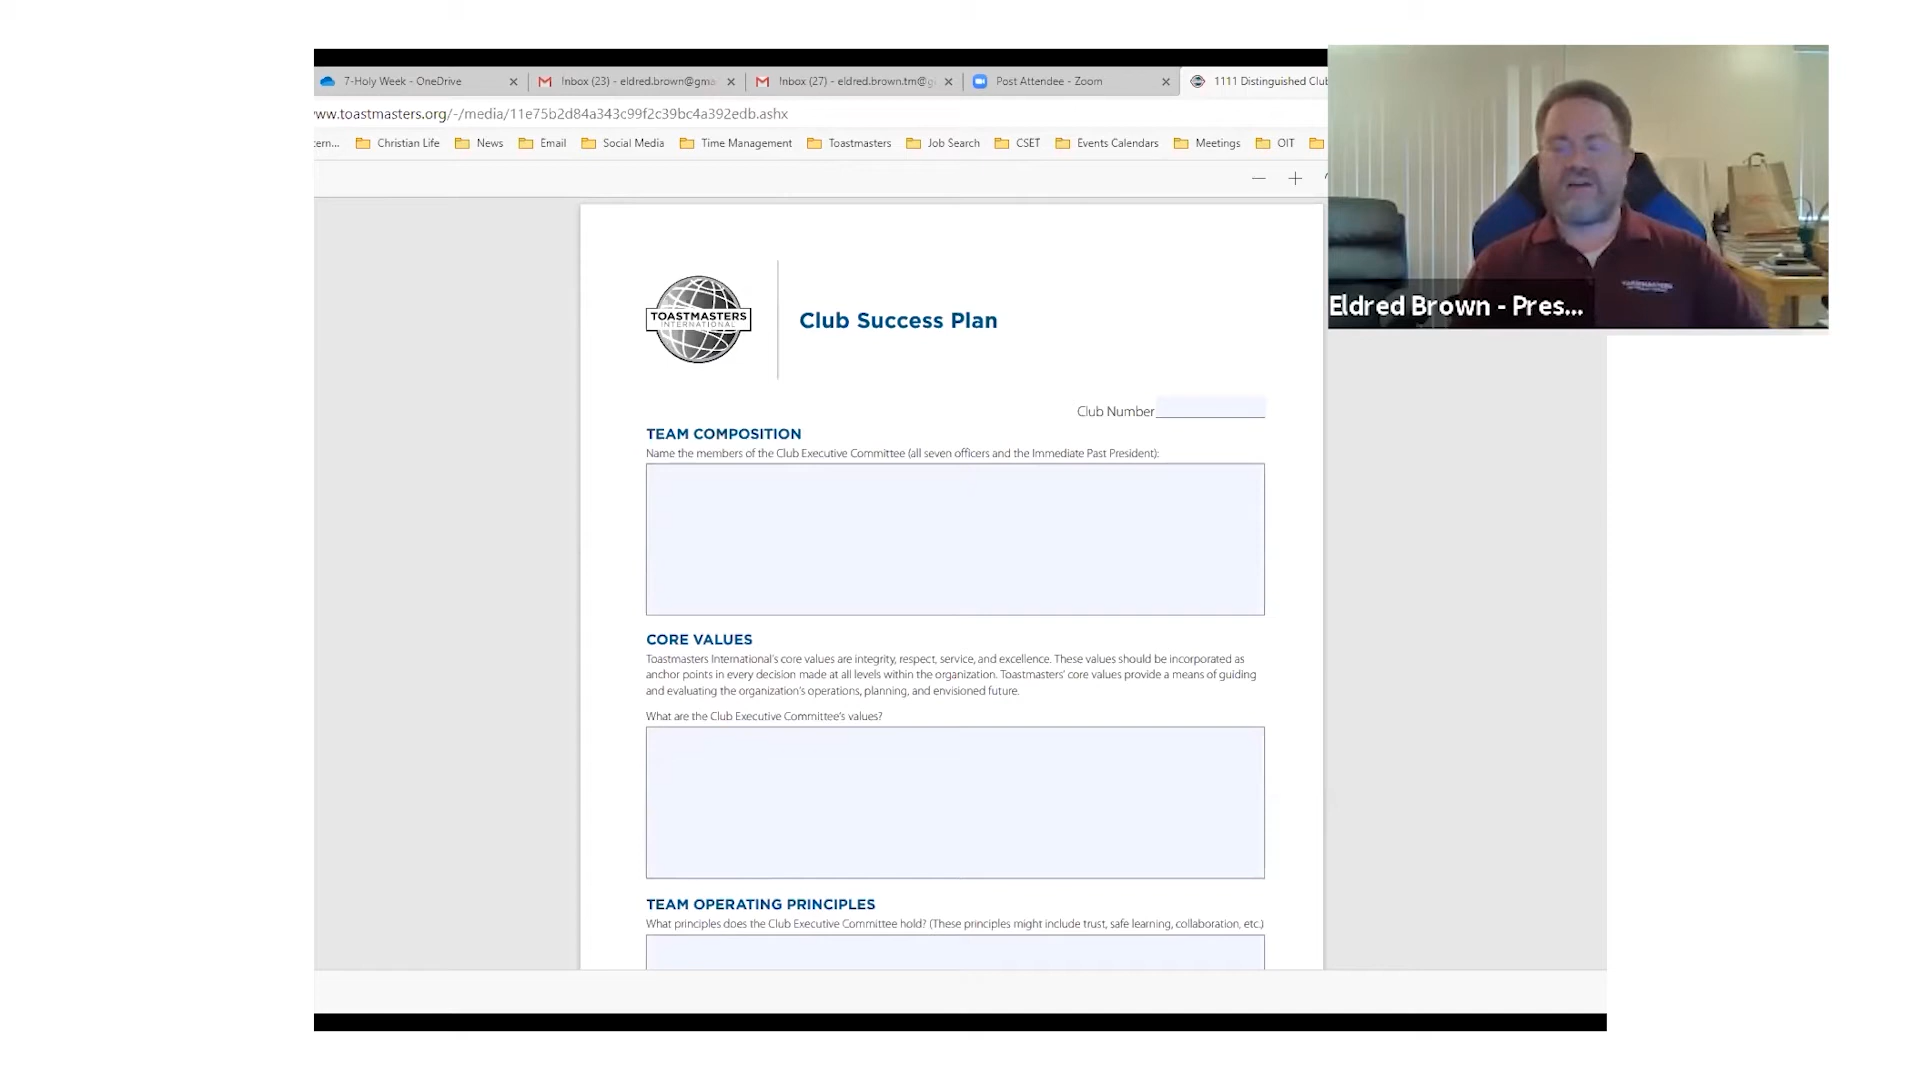 7-Holy Week - OneDrive
Inbox (23) - eldred.brown@gma
Inbox (27) - eldred.brown.tm@g
Post Attendee - Zoom
1111 Distinguished Club
www.toastmasters.org/-/media/11e75b2d84a343c99f2c39bc4a392edb.ashx
tern...
Christian Life
News
Email
Social Media
Time Management
Toastmasters
Job Search
CSET
Events Calendars
Meetings
OIT
Eldred Brown - Pres...
TOASTMASTERS
INTERNATIONAL
Club Success Plan
Club Number
TEAM COMPOSITION
Name the members of the Club Executive Committee (all seven officers and the Immediate Past President):
CORE VALUES
Toastmasters International's core values are integrity, respect, service, and excellence. These values should be incorporated as
anchor points in every decision made at all levels within the organization. Toastmasters' core values provide a means of guiding
and evaluating the organization's operations, planning, and envisioned future.
What are the Club Executive Committee's values?
TEAM OPERATING PRINCIPLES
What principles does the Club Executive Committee hold? (These principles might include trust, safe learning, collaboration, etc.)